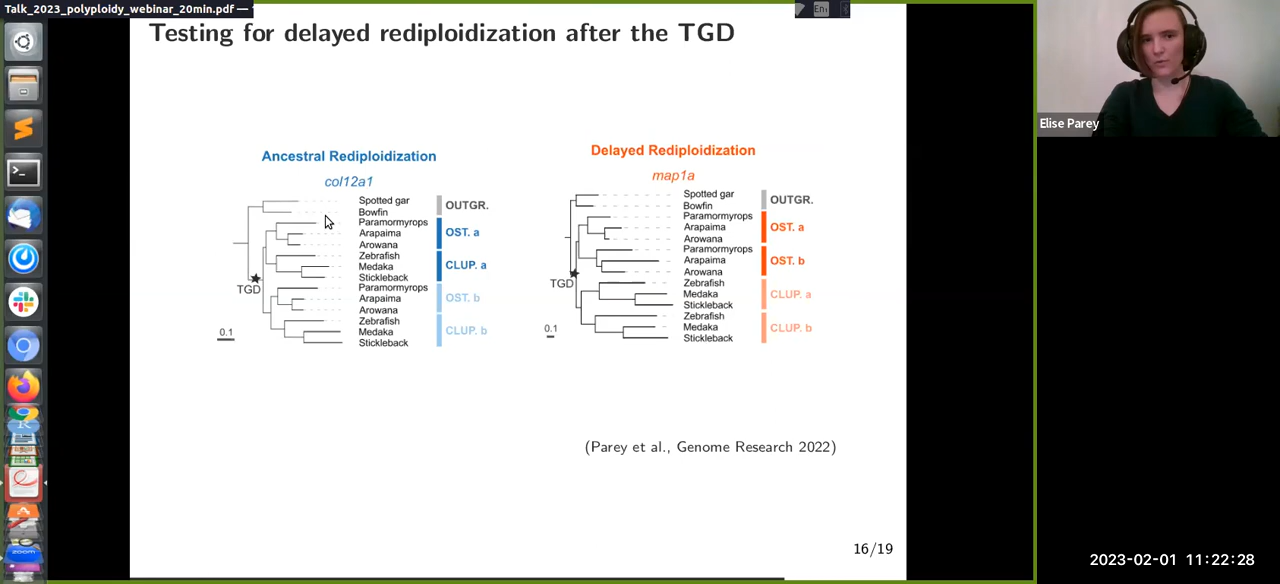 Talk_2023_polyploidy_webinar_20min.pdf —
En
Testing for delayed rediploidization after the TGD
Ancestral Rediploidization
col12a1
Spotted gar
Bowfin
Paramormyrops
Arapaima
Arowana
Zebrafish
Medaka
Stickleback
Paramormyrops
Arapaima
Arowana
Zebrafish
Medaka
Stickleback
OUTGR.
OST. a
CLUP. a
OST. b
CLUP. b
TGD
0.1
Delayed Rediploidization
map1a
Spotted gar
Bowfin
Paramormyrops
Arapaima
Arowana
Paramormyrops
Arapaima
Arowana
Zebrafish
Medaka
Stickleback
Zebrafish
Medaka
Stickleback
OUTGR.
OST. a
OST. b
CLUP. a
CLUP. b
TGD
0.1
(Parey et al., Genome Research 2022)
16/19
Elise Parey
2023-02-01 11:22:28
zoom